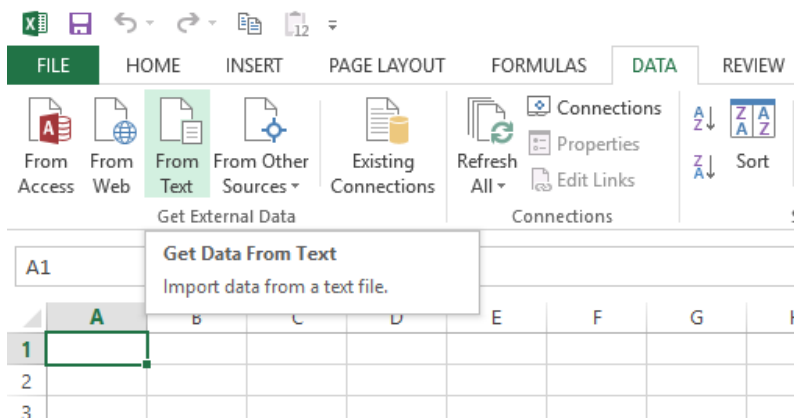 12
FILE HOME INSERT PAGE LAYOUT FORMULAS DATA REVIEW
From Access
From Web
From Text
From Other Sources
Existing Connections
Refresh All
Connections
Properties
Edit Links
A Z
Z A
Z A A Z
Sort
Get External Data
Connections
A1
Get Data From Text
Import data from a text file.
A B C D E F G
1
2
3